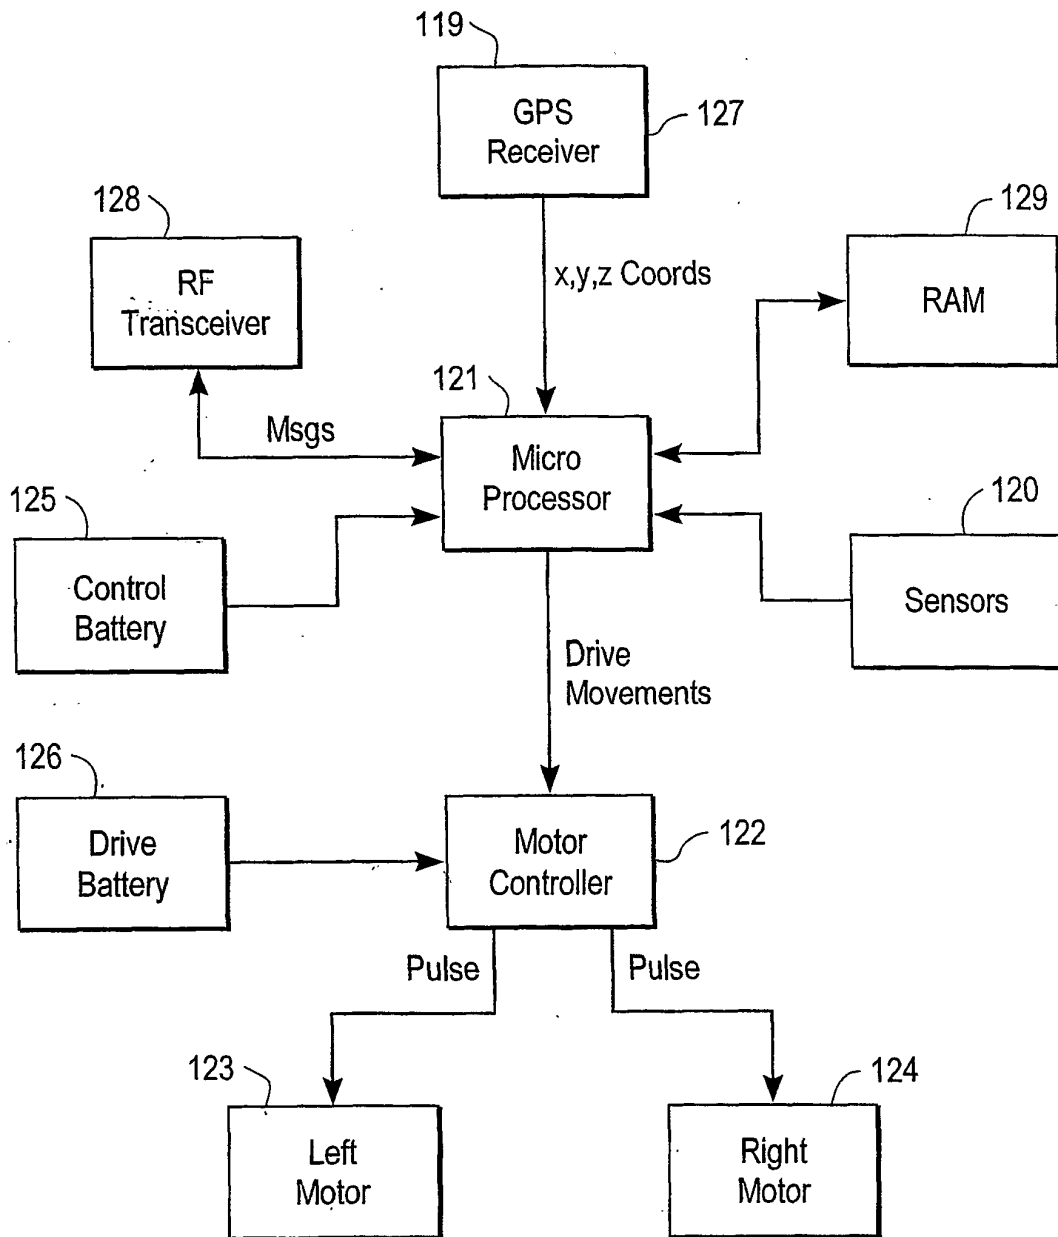 119
GPS
Receiver
127
128
129
RF
Transceiver
x,y,z Coords
RAM
121
Msgs
Micro
Processor
125
120
Control
Battery
Sensors
Drive
Movements
126
Drive
Battery
Motor
Controller
122
Pulse
Pulse
123
124
Left
Motor
Right
Motor